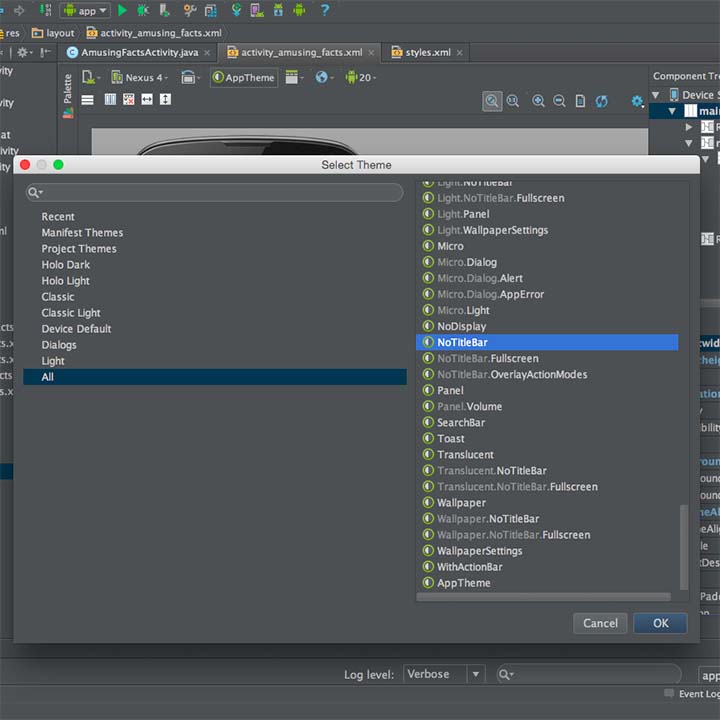 app
res
layout
activity_amusing_facts.xml
AmusingFactsActivity.java
activity_amusing_facts.xml
styles.xml
Palette
Nexus 4
AppTheme
20
Component Tre
Device S
main
Select Theme
Recent
Manifest Themes
Project Themes
Holo Dark
Holo Light
Classic
Classic Light
Device Default
Dialogs
Light
All
Light.NoTitleBar
Light.NoTitleBar.Fullscreen
Light.Panel
Light.WallpaperSettings
Micro
Micro.Dialog
Micro.Dialog.Alert
Micro.Dialog.AppError
Micro.Light
NoDisplay
NoTitleBar
NoTitleBar.Fullscreen
NoTitleBar.OverlayActionModes
Panel
Panel.Volume
SearchBar
Toast
Translucent
Translucent.NoTitleBar
Translucent.NoTitleBar.Fullscreen
Wallpaper
Wallpaper.NoTitleBar
Wallpaper.NoTitleBar.Fullscreen
WallpaperSettings
WithActionBar
AppTheme
Cancel
OK
Log level:
Verbose
app
Event Log